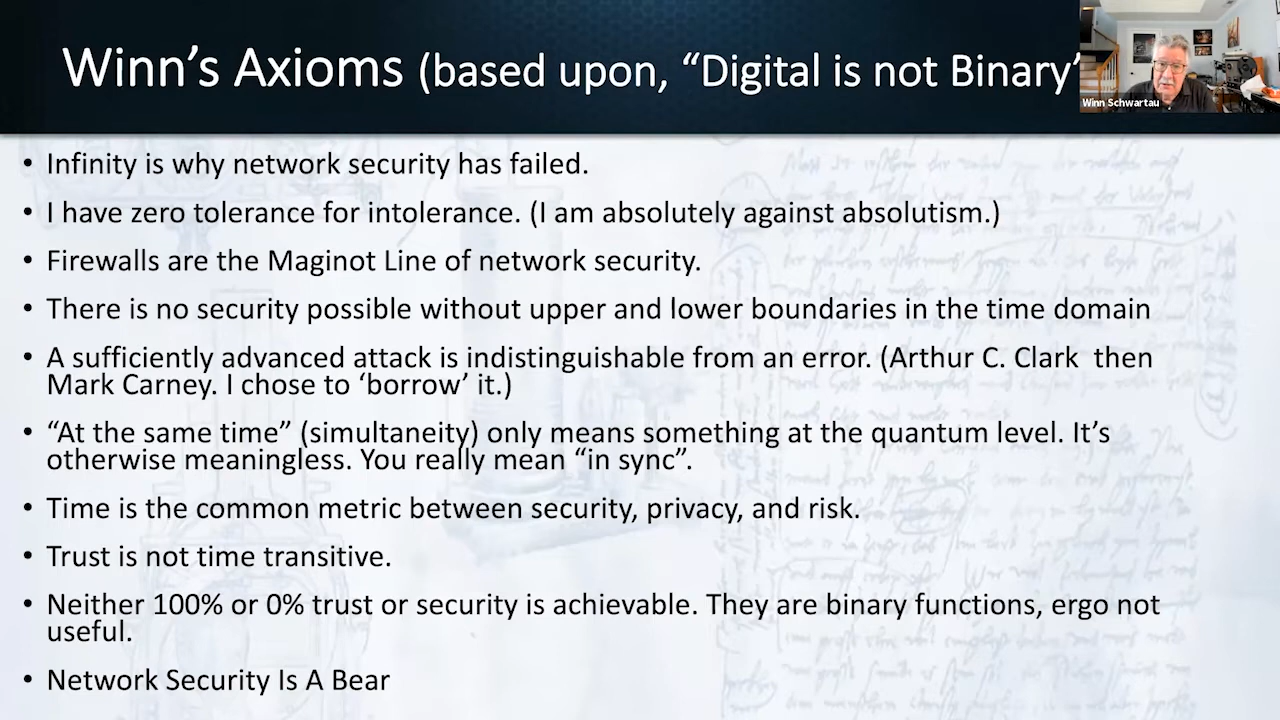 Winn's Axioms (based upon, “Digital is not Binary’
Winn Schwartau
• Infinity is why network security has failed.
• I have zero tolerance for intolerance. (I am absolutely against absolutism.)
• Firewalls are the Maginot Line of network security.
• There is no security possible without upper and lower boundaries in the time domain
• A sufficiently advanced attack is indistinguishable from an error. (Arthur C. Clark  then
Mark Carney. I chose to ‘borrow’ it.)
• “At the same time” (simultaneity) only means something at the quantum level. It’s
otherwise meaningless. You really mean “in sync”.
• Time is the common metric between security, privacy, and risk.
• Trust is not time transitive.
• Neither 100% or 0% trust or security is achievable. They are binary functions, ergo not
useful.
• Network Security Is A Bear